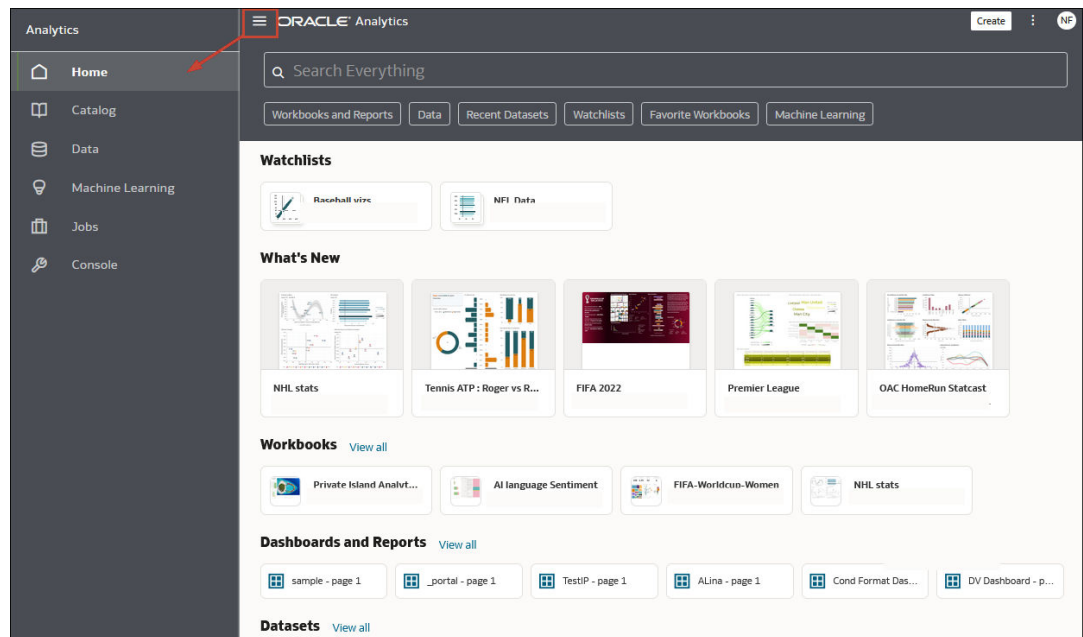 Analytics
Home
Catalog
Data
Machine Learning
Jobs
Console
ORACLE Analytics
Create
NF
Search Everything
Workbooks and Reports Data Recent Datasets Watchlists Favorite Workbooks Machine Learning
Watchlists
Baseball vizs NFL Data
What's New
NHL stats Tennis ATP : Roger vs R... FIFA 2022 Premier League OAC HomeRun Statcast
Workbooks View all
Private Island Analyt... AI language Sentiment FIFA-Worldcup-Women NHL stats
Dashboards and Reports View all
sample - page 1 _portal - page 1 TestIP - page 1 ALina - page 1 Cond Format Das... DV Dashboard - p...
Datasets View all